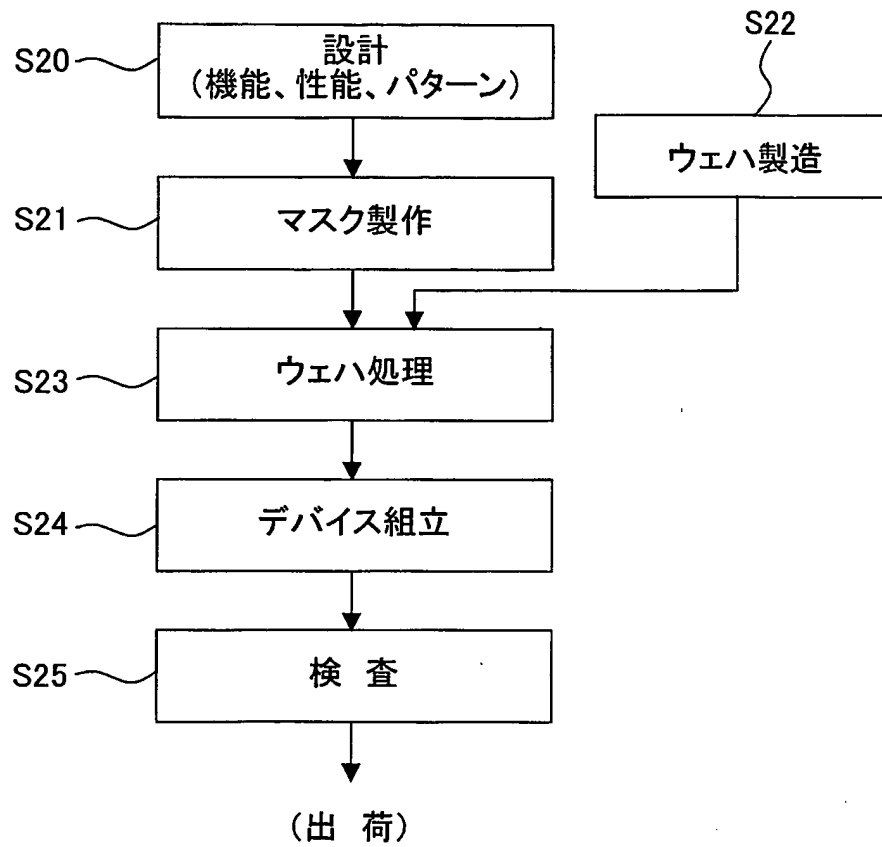 S20
設計
(機能、性能、パターン)
S22
ウェハ製造
S21
マスク製作
S23
ウェハ処理
S24
デバイス組立
S25
検 査
(出 荷)